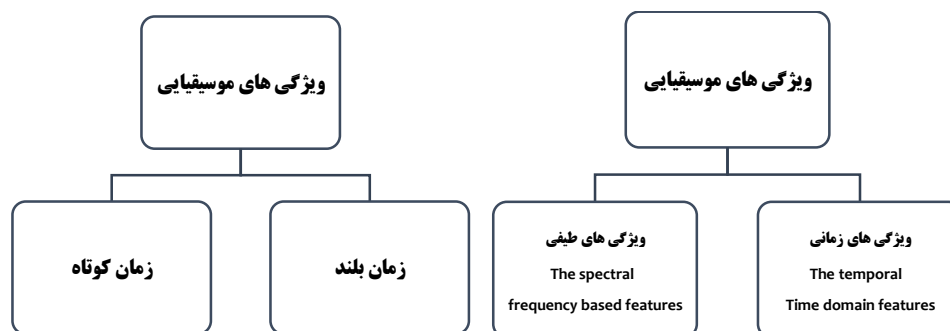 ویژگی های موسیقیایی
ویژگی های موسیقیایی
ویژگی های زمانی
The temporal
Time domain features
ویژگی های طیفی
The spectral
frequency based features
زمان بلند
زمان کوتاه